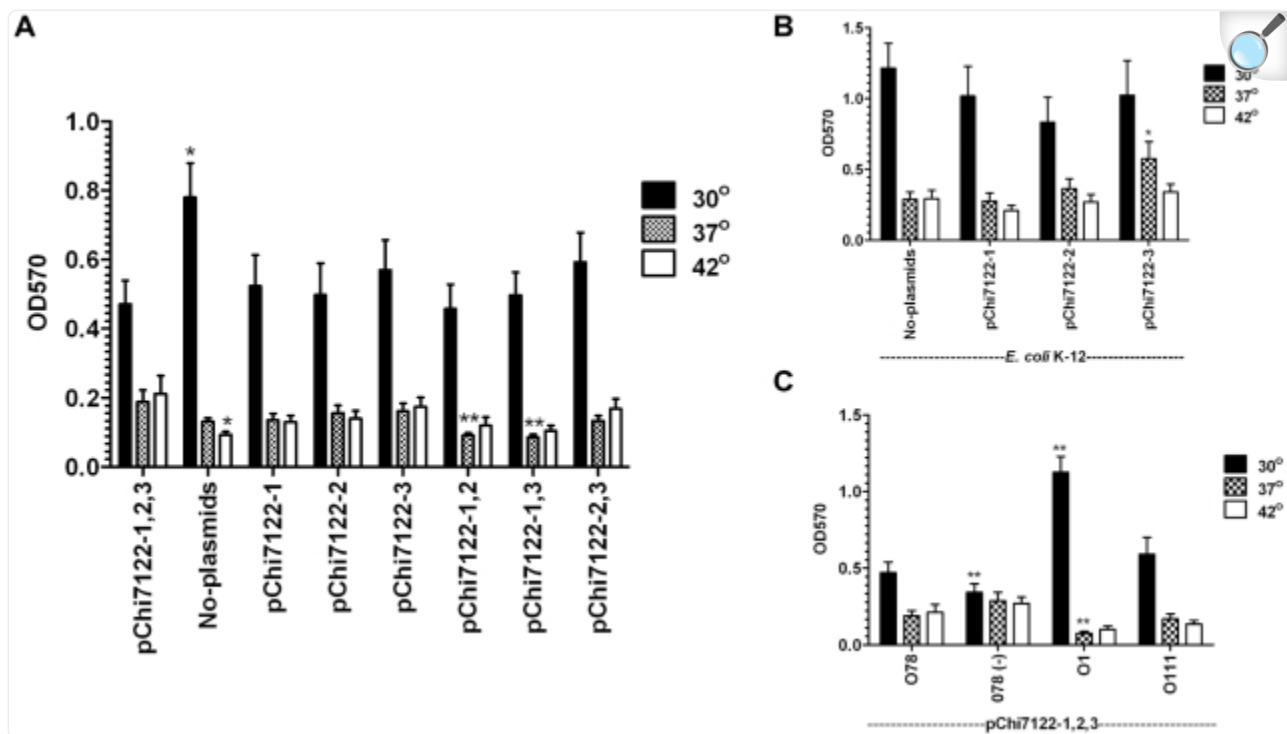 A
OD570
1.0
0.8
0.6
0.4
0.2
0.0
*
*
**
**
30°
37°
42°
pChi7122-1,2,3
No-plasmids
pChi7122-1
pChi7122-2
pChi7122-3
pChi7122-1,2
pChi7122-1,3
pChi7122-2,3
B
OD570
1.5
1.0
0.5
0.0
*
30°
37°
42°
No-plasmids
pChi7122-1
pChi7122-2
pChi7122-3
E. coli K-12
C
OD570
1.5
1.0
0.5
0.0
**
**
**
30°
37°
42°
O78
078 (-)
O1
O111
pChi7122-1,2,3